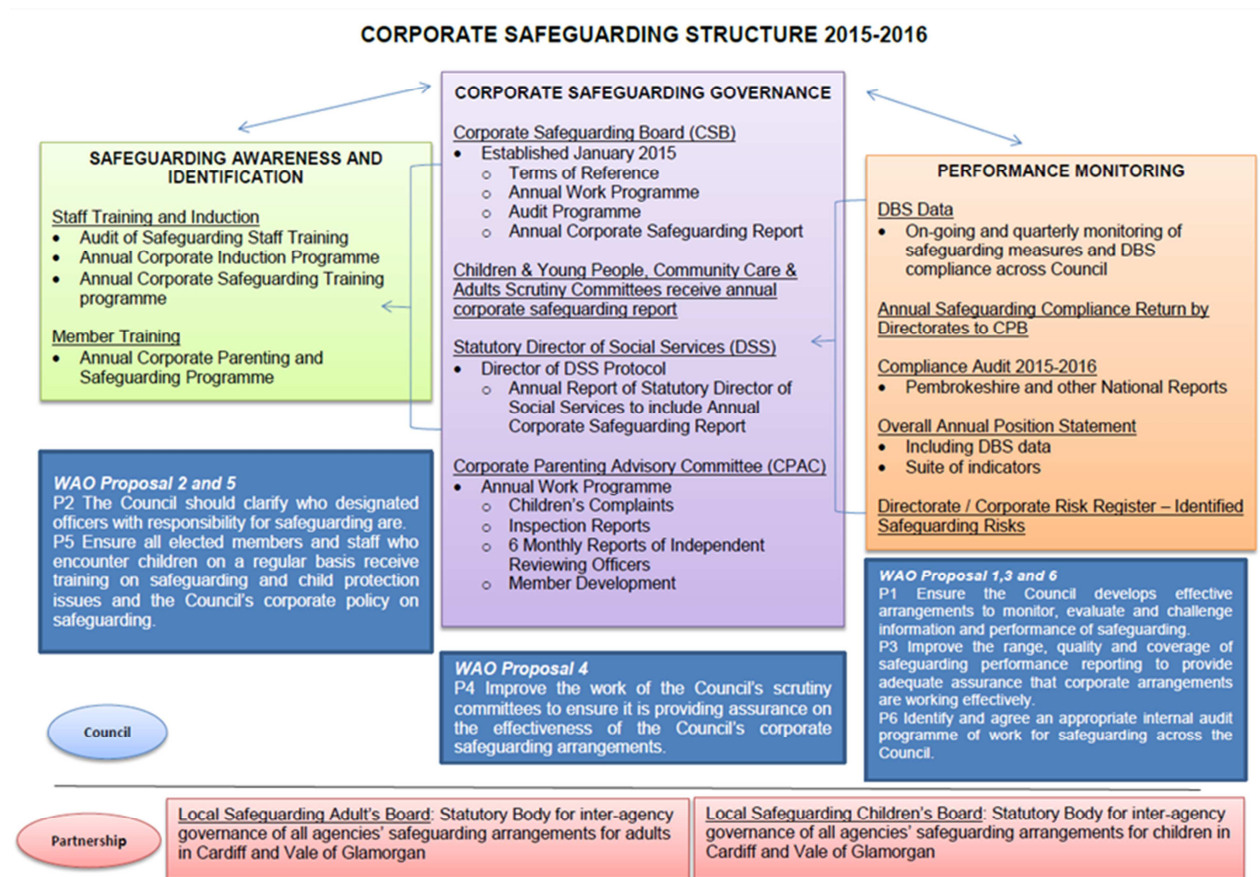 CORPORATE SAFEGUARDING STRUCTURE 2015-2016
SAFEGUARDING AWARENESS AND
IDENTIFICATION
Staff Training and Induction
• Audit of Safeguarding Staff Training
• Annual Corporate Induction Programme
• Annual Corporate Safeguarding Training
programme
Member Training
• Annual Corporate Parenting and
Safeguarding Programme
WAO Proposal 2 and 5
P2 The Council should clarify who designated
officers with responsibility for safeguarding are.
P5 Ensure all elected members and staff who
encounter children on a regular basis receive
training on safeguarding and child protection
issues and the Council's corporate policy on
safeguarding.
CORPORATE SAFEGUARDING GOVERNANCE
Corporate Safeguarding Board (CSB)
• Established January 2015
o Terms of Reference
o Annual Work Programme
o Audit Programme
o Annual Corporate Safeguarding Report
Children & Young People, Community Care &
Adults Scrutiny Committees receive annual
corporate safeguarding report
Statutory Director of Social Services (DSS)
• Director of DSS Protocol
o Annual Report of Statutory Director of
Social Services to include Annual
Corporate Safeguarding Report
Corporate Parenting Advisory Committee (CPAC)
• Annual Work Programme
o Children's Complaints
o Inspection Reports
o 6 Monthly Reports of Independent
Reviewing Officers
o Member Development
WAO Proposal 4
P4 Improve the work of the Council's scrutiny
committees to ensure it is providing assurance on
the effectiveness of the Council's corporate
safeguarding arrangements.
PERFORMANCE MONITORING
DBS Data
• On-going and quarterly monitoring of
safeguarding measures and DBS
compliance across Council
Annual Safeguarding Compliance Return by
Directorates to CPB
Compliance Audit 2015-2016
• Pembrokeshire and other National Reports
Overall Annual Position Statement
• Including DBS data
• Suite of indicators
Directorate / Corporate Risk Register – Identified
Safeguarding Risks
WAO Proposal 1,3 and 6
P1 Ensure the Council develops effective
arrangements to monitor, evaluate and challenge
information and performance of safeguarding.
P3 Improve the range, quality and coverage of
safeguarding performance reporting to provide
adequate assurance that corporate arrangements
are working effectively.
P6 Identify and agree an appropriate internal audit
programme of work for safeguarding across the
Council.
Council
Partnership
Local Safeguarding Adult's Board: Statutory Body for inter-agency
governance of all agencies' safeguarding arrangements for adults
in Cardiff and Vale of Glamorgan
Local Safeguarding Children's Board: Statutory Body for inter-agency
governance of all agencies' safeguarding arrangements for children in
Cardiff and Vale of Glamorgan